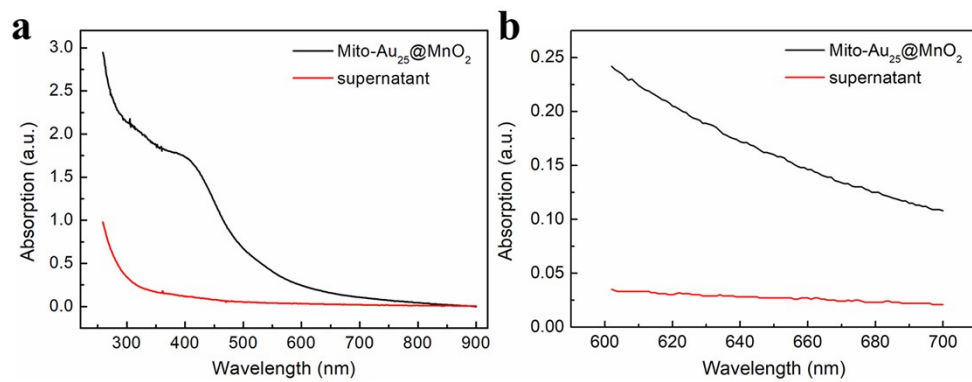 a
Mito-Au25@MnO2
supernatant
3.0
2.5
2.0
1.5
1.0
0.5
0.0
Absorption (a.u.)
300 400 500 600 700 800 900
Wavelength (nm)
b
Mito-Au25@MnO2
supernatant
0.25
0.20
0.15
0.10
0.05
0.00
Absorption (a.u.)
600 620 640 660 680 700
Wavelength (nm)